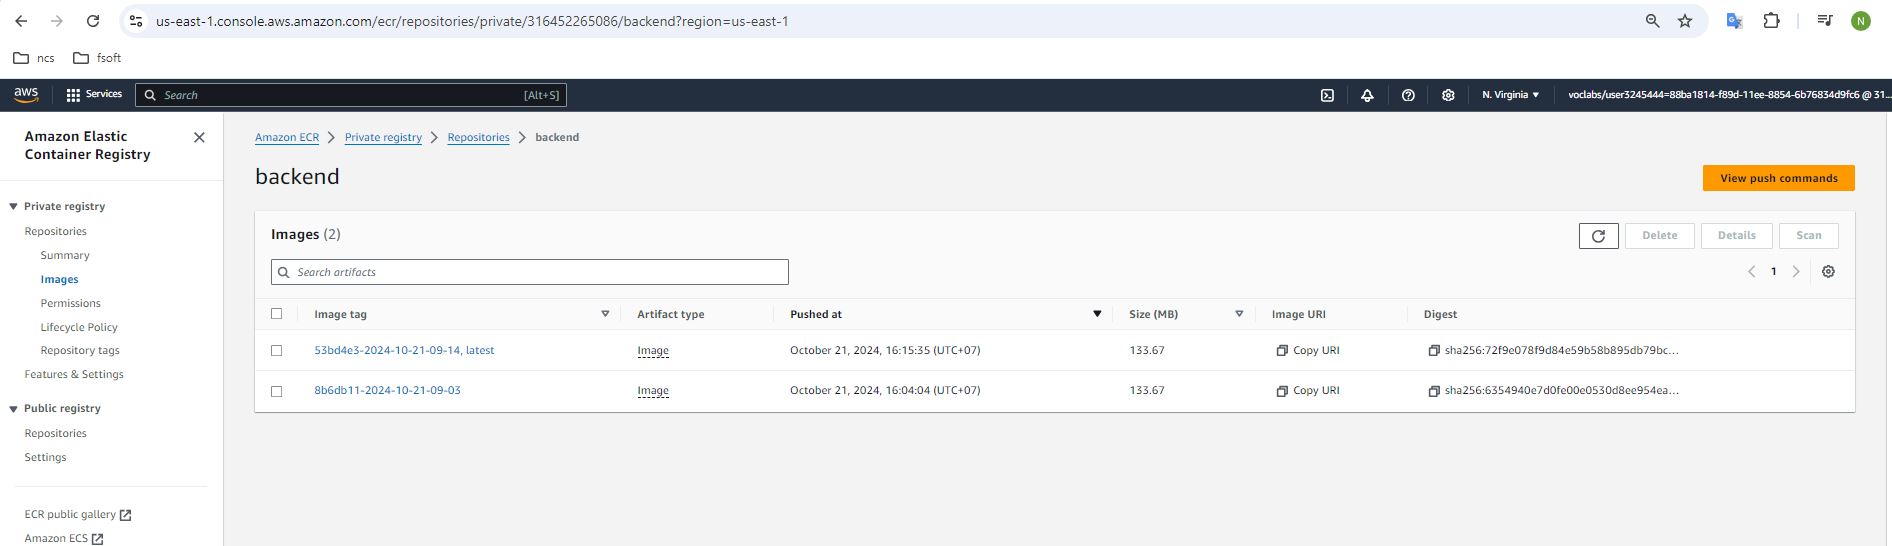 us-east-1.console.aws.amazon.com/ecr/repositories/private/316452265086/backend?region=us-east-1
N
ncs
fsoft
aws
Services
Search
[Alt+S]
N. Virginia
voclabs/user3245444=88ba1814-f89d-11ee-8854-6b76834d9fc6 @ 31...
Amazon Elastic
Container Registry
Private registry
Repositories
Summary
Images
Permissions
Lifecycle Policy
Repository tags
Features & Settings
Public registry
Repositories
Settings
ECR public gallery
Amazon ECS
Amazon ECR
Private registry
Repositories
backend
backend
View push commands
Images (2)
Delete
Details
Scan
Search artifacts
1
Image tag Artifact type Pushed at Size (MB) Image URI Digest
53bd4e3-2024-10-21-09-14, latest Image October 21, 2024, 16:15:35 (UTC+07) 133.67 Copy URI sha256:72f9e078f9d84e59b58b895db79bc...
8b6db11-2024-10-21-09-03 Image October 21, 2024, 16:04:04 (UTC+07) 133.67 Copy URI sha256:6354940e7d0fe00e0530d8ee954ea...